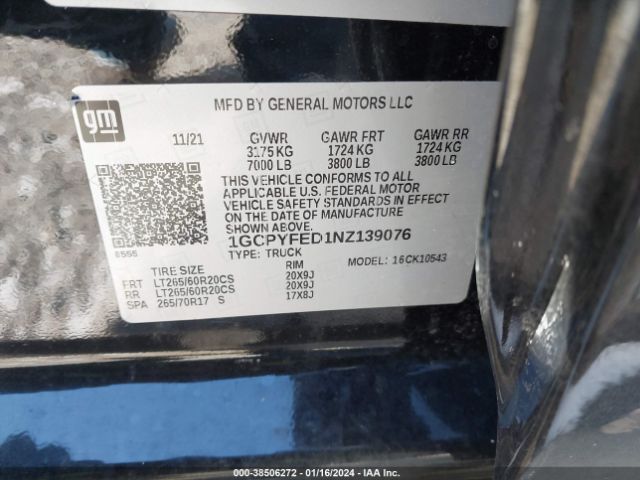 gm
MFD BY GENERAL MOTORS LLC
11/21 GVWR GAWR FRT GAWR RR
3175 KG 1724 KG 1724 KG
7000 LB 3800 LB 3800 LB
THIS VEHICLE CONFORMS TO ALL
APPLICABLE U.S. FEDERAL MOTOR
VEHICLE SAFETY STANDARDS IN EFFECT
ON THE DATE OF MANUFACTURE
SHOWN ABOVE.
1GCPYFED1NZ139076
TYPE: TRUCK MODEL: 16CK10543
TIRE SIZE RIM
FRT LT265/60R20CS 20X9J
RR LT265/60R20CS 20X9J
SPA 265/70R17 S 17X8J
000-38506272 - 01/16/2024 - IAA Inc.